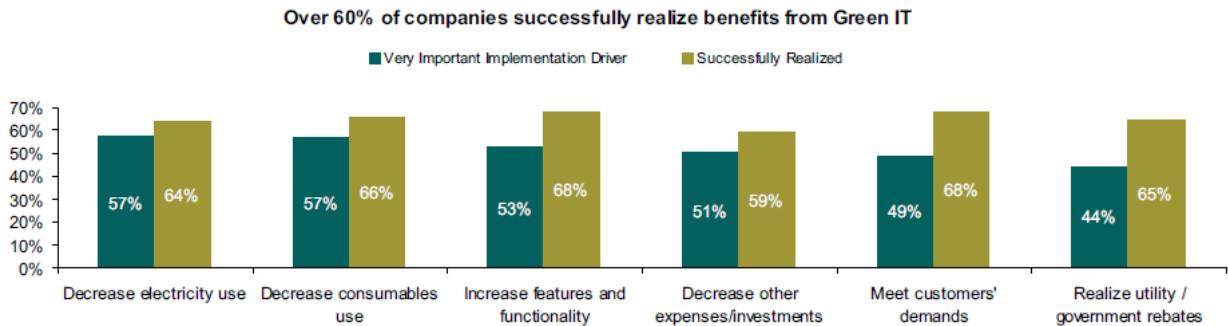 Over 60% of companies successfully realize benefits from Green IT
Very Important Implementation Driver Successfully Realized
70%
60%
50%
40%
30%
20%
10%
0%
57% 64% 57% 66% 53% 68% 51% 59% 49% 68% 44% 65%
Decrease electricity use Decrease consumables Increase features and Decrease other Meet customers' Realize utility /
use functionality expenses/investments demands government rebates